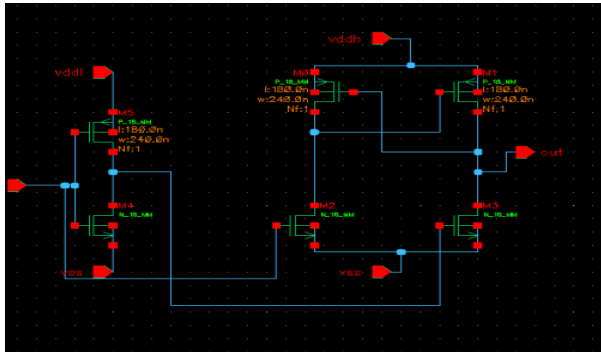 vddh
vddl
M0
P_18_MM
l:180.0n
w:240.0n
Nf:1
M1
P_18_MM
l:180.0n
w:240.0n
Nf:1
M5
P_18_MM
l:180.0n
w:240.0n
Nf:1
out
M4
N_18_MM
M2
N_18_MM
M3
N_18_MM
vss
vss